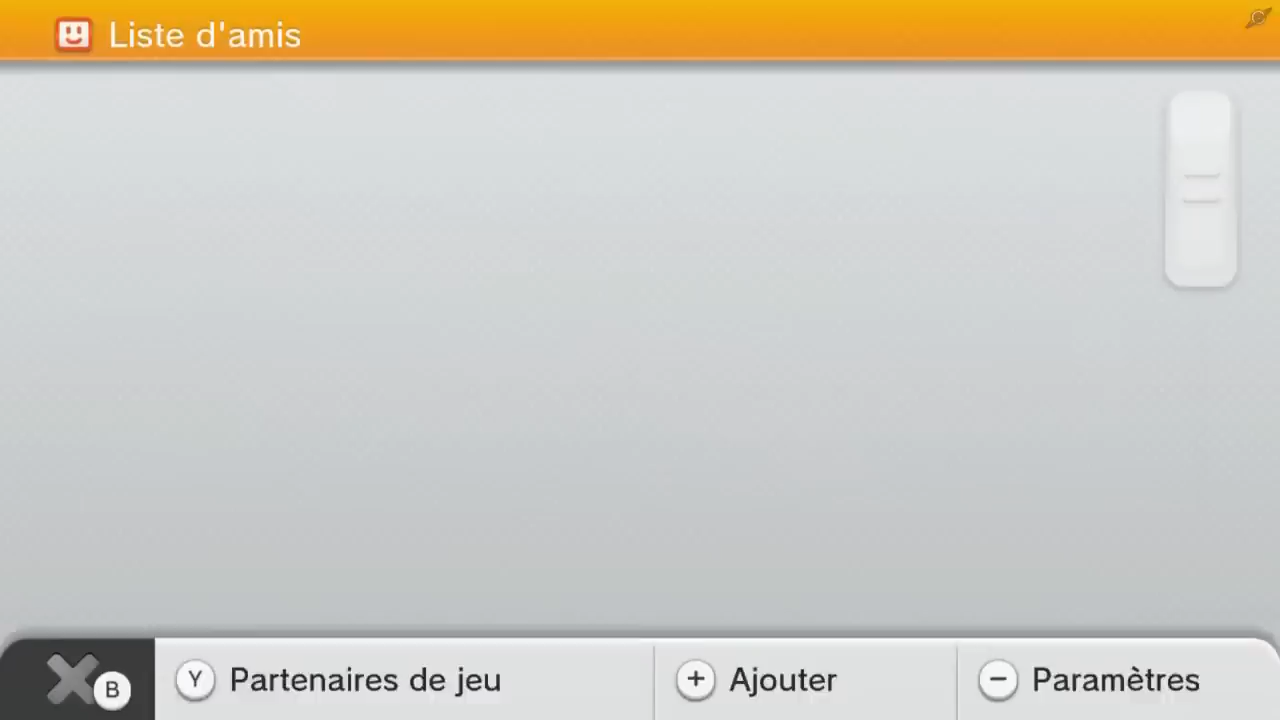 Liste d'amis
B
Y Partenaires de jeu
+ Ajouter
− Paramètres